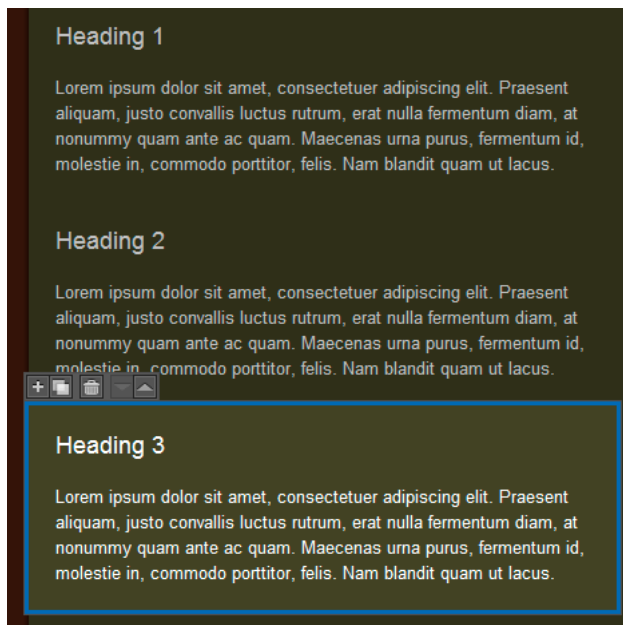 Heading 1
Lorem ipsum dolor sit amet, consectetuer adipiscing elit. Praesent
aliquam, justo convallis luctus rutrum, erat nulla fermentum diam, at
nonummy quam ante ac quam. Maecenas urna purus, fermentum id,
molestie in, commodo porttitor, felis. Nam blandit quam ut lacus.
Heading 2
Lorem ipsum dolor sit amet, consectetuer adipiscing elit. Praesent
aliquam, justo convallis luctus rutrum, erat nulla fermentum diam, at
nonummy quam ante ac quam. Maecenas urna purus, fermentum id,
molestie in, commodo porttitor, felis. Nam blandit quam ut lacus.
Heading 3
Lorem ipsum dolor sit amet, consectetuer adipiscing elit. Praesent
aliquam, justo convallis luctus rutrum, erat nulla fermentum diam, at
nonummy quam ante ac quam. Maecenas urna purus, fermentum id,
molestie in, commodo porttitor, felis. Nam blandit quam ut lacus.